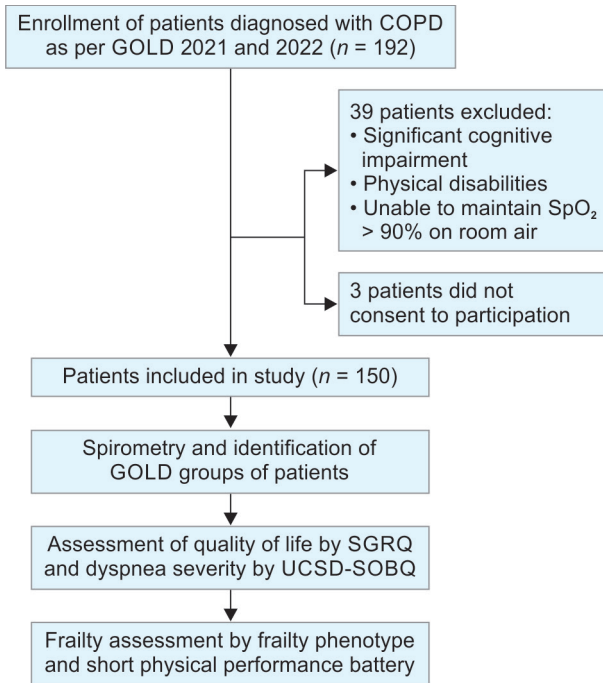 Enrollment of patients diagnosed with COPD
as per GOLD 2021 and 2022 (n = 192)
39 patients excluded:
• Significant cognitive
impairment
• Physical disabilities
• Unable to maintain SpO₂
> 90% on room air
3 patients did not
consent to participation
Patients included in study (n = 150)
Spirometry and identification of
GOLD groups of patients
Assessment of quality of life by SGRQ
and dyspnea severity by UCSD-SOBQ
Frailty assessment by frailty phenotype
and short physical performance battery